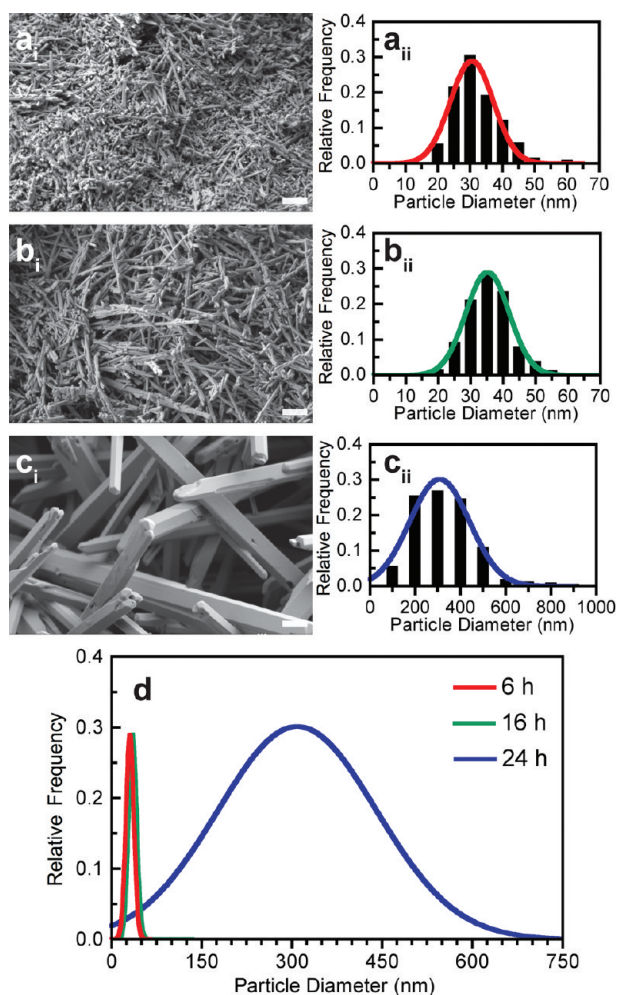 a i
a ii
Relative Frequency
0.4
0.3
0.2
0.1
0.0
0 10 20 30 40 50 60 70
Particle Diameter (nm)
b i
b ii
Relative Frequency
0.4
0.3
0.2
0.1
0.0
0 10 20 30 40 50 60 70
Particle Diameter (nm)
c i
c ii
Relative Frequency
0.4
0.3
0.2
0.1
0.0
0 200 400 600 800 1000
Particle Diameter (nm)
d
Relative Frequency
0.4
0.3
0.2
0.1
0.0
6 h
16 h
24 h
0 150 300 450 600 750
Particle Diameter (nm)